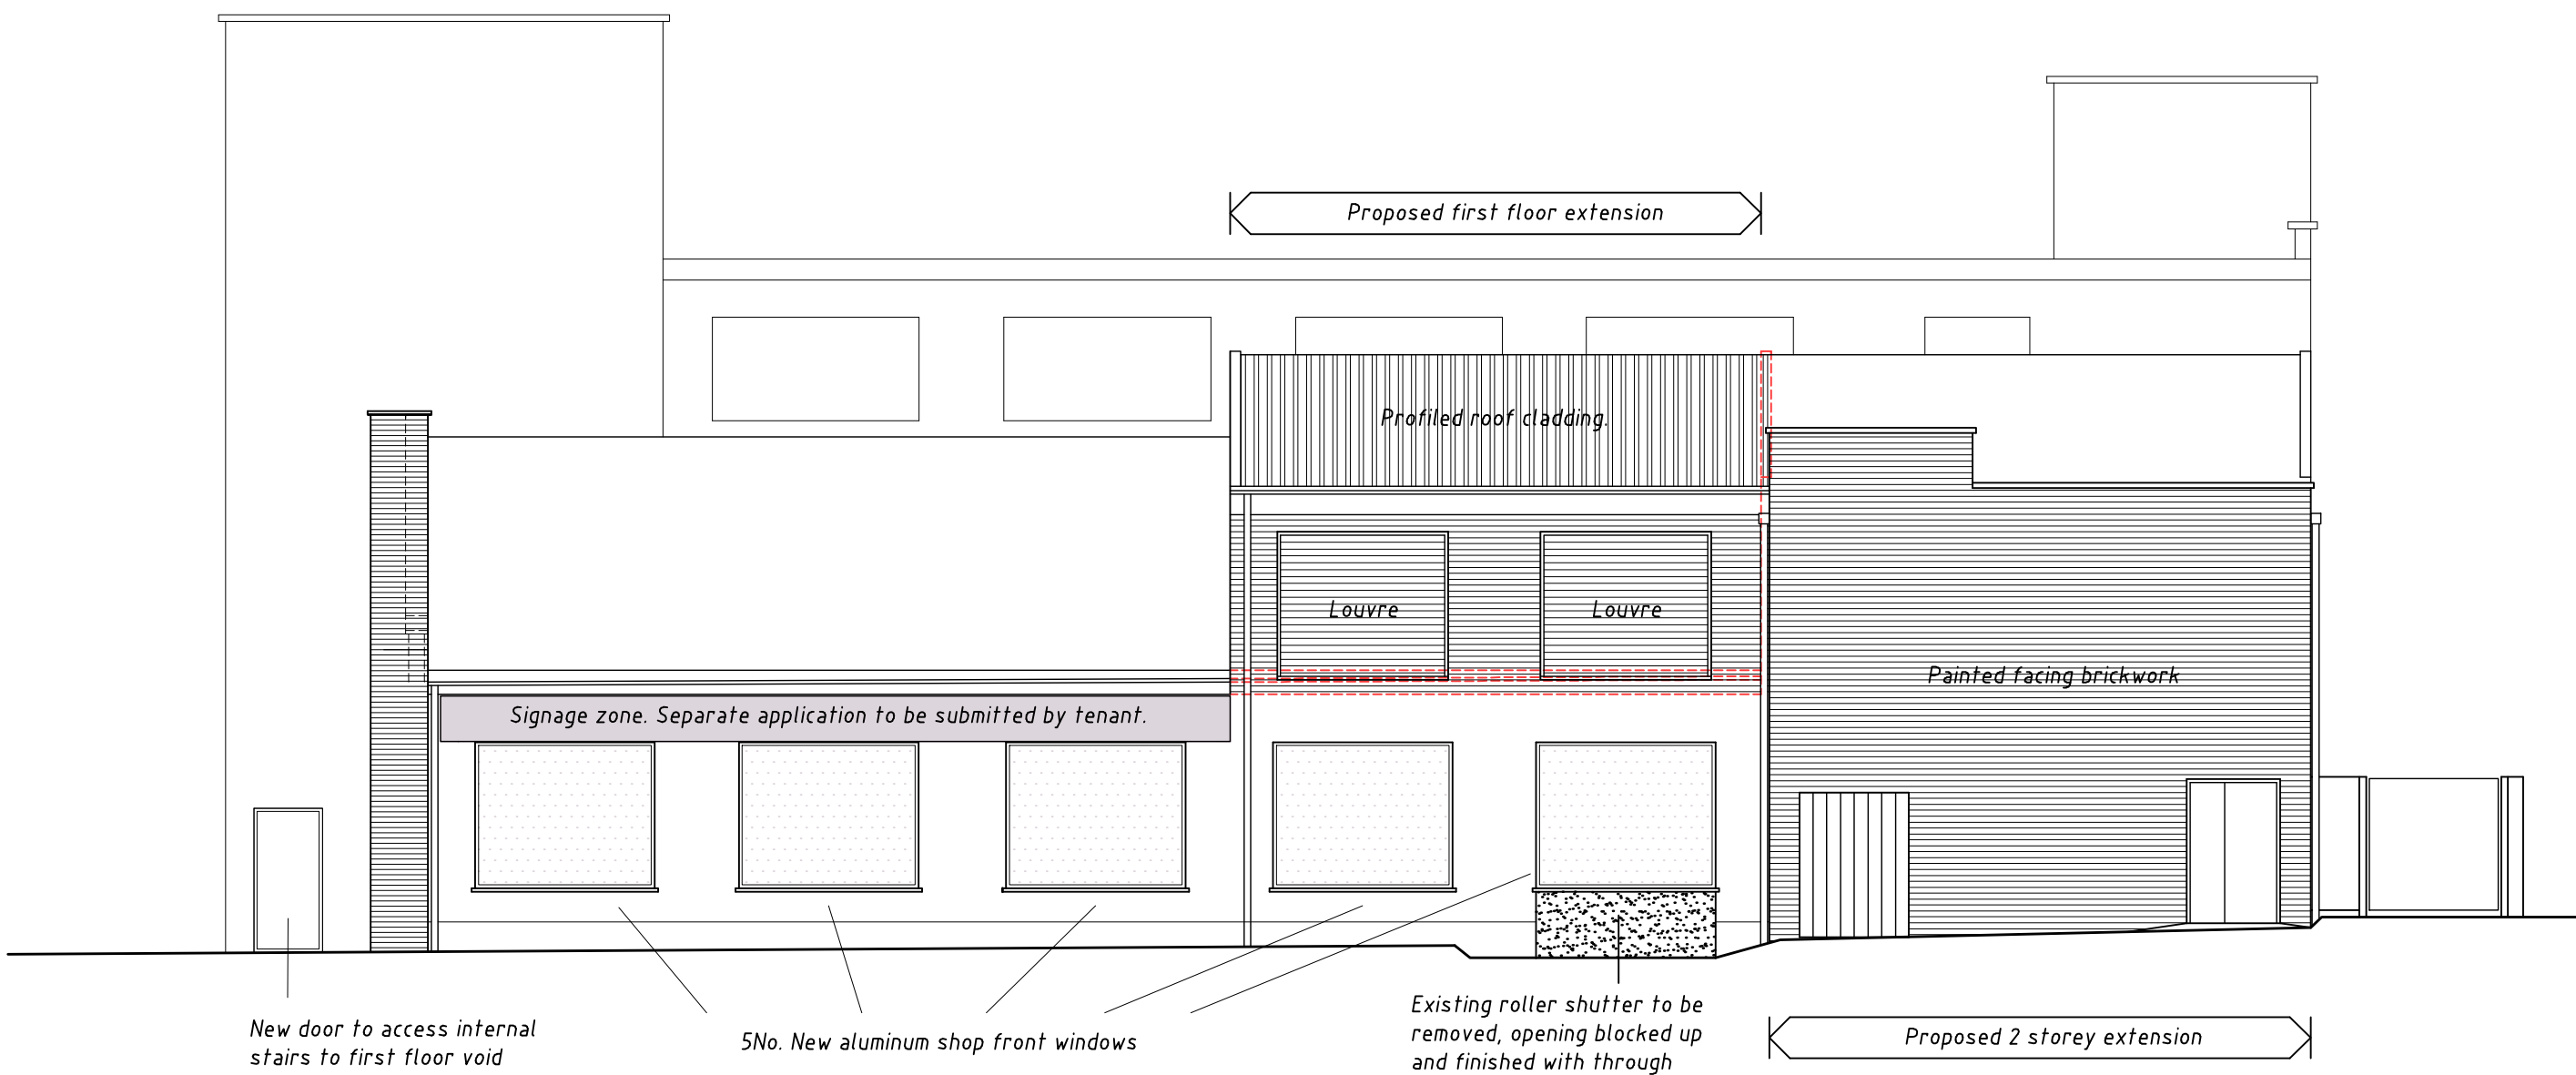 Proposed first floor extension
Profiled roof cladding.
Louvre
Louvre
Painted facing brickwork
Signage zone. Separate application to be submitted by tenant.
New door to access internal
stairs to first floor void
5No. New aluminum shop front windows
Existing roller shutter to be
removed, opening blocked up
and finished with through
Proposed 2 storey extension